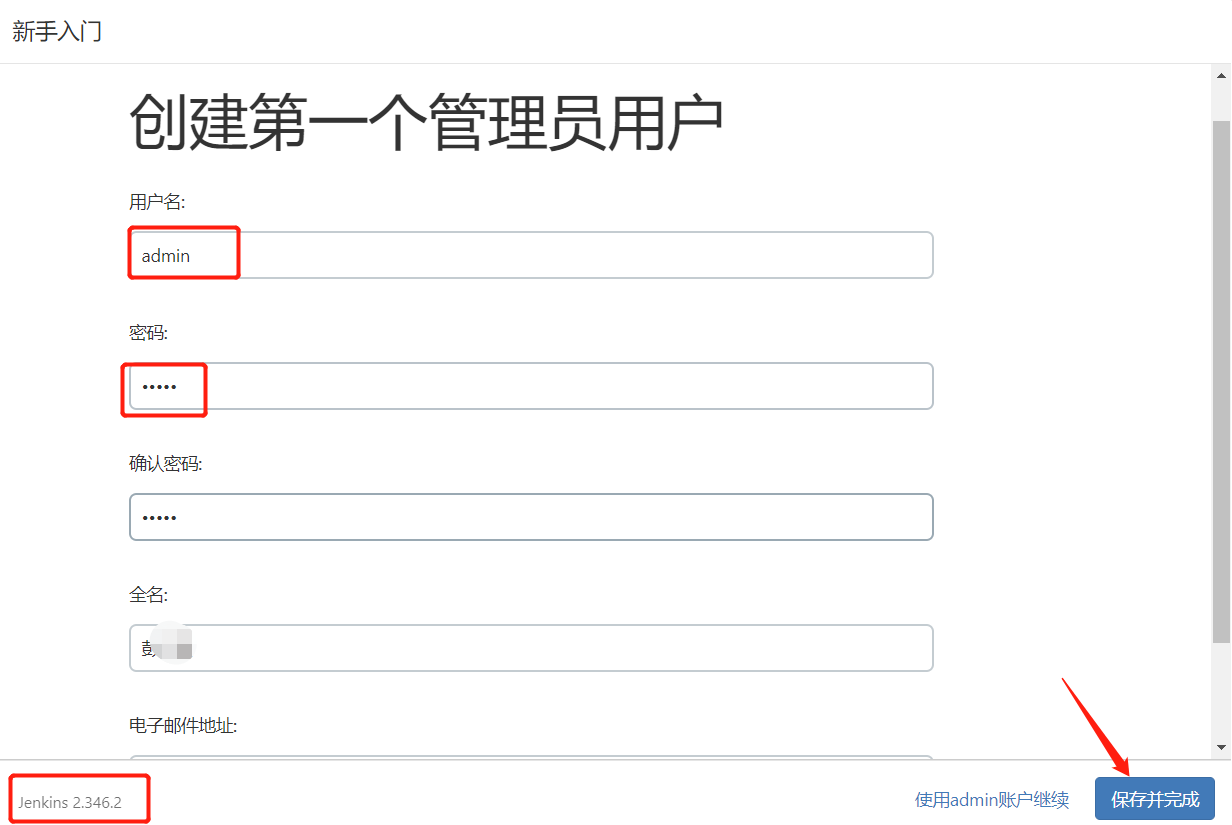 新手入门
创建第一个管理员用户
用户名:
admin
密码:
•••••
确认密码:
•••••
全名:
电子邮件地址:
Jenkins 2.346.2
使用admin账户继续
保存并完成